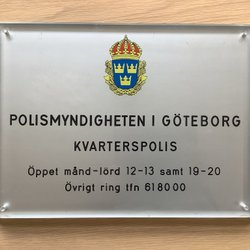 POLISMYNDIGHETEN I GÖTEBORG
KVARTERSPOLIS
Öppet månd-lörd 12-13 samt 19-20
Övrigt ring tfn 618000